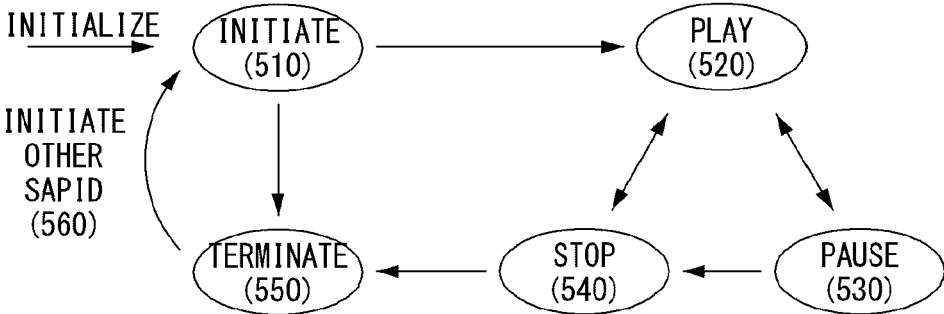 INITIALIZE
INITIATE
(510)
PLAY
(520)
INITIATE
OTHER
SAPID
(560)
TERMINATE
(550)
STOP
(540)
PAUSE
(530)